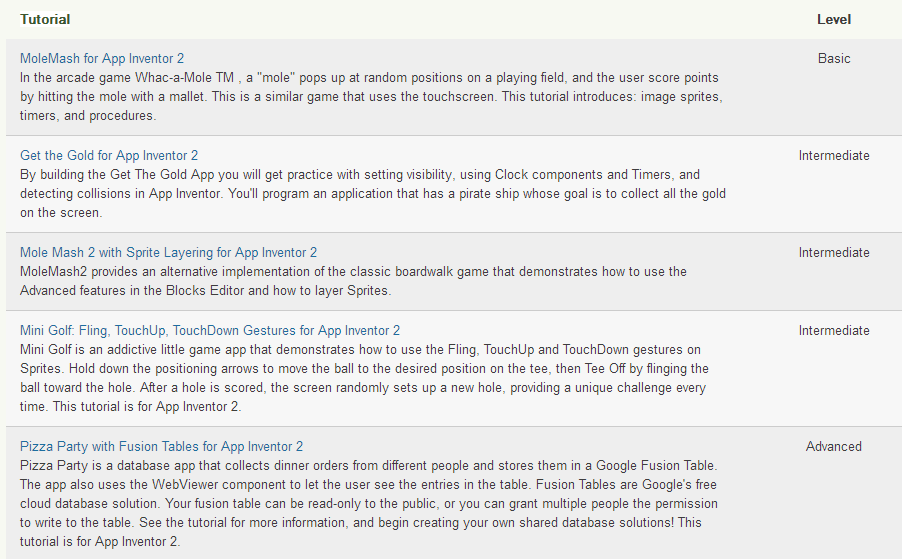 Tutorial Level
MoleMash for App Inventor 2 Basic
In the arcade game Whac-a-Mole TM , a "mole" pops up at random positions on a playing field, and the user score points
by hitting the mole with a mallet. This is a similar game that uses the touchscreen. This tutorial introduces: image sprites,
timers, and procedures.
Get the Gold for App Inventor 2 Intermediate
By building the Get The Gold App you will get practice with setting visibility, using Clock components and Timers, and
detecting collisions in App Inventor. You'll program an application that has a pirate ship whose goal is to collect all the gold
on the screen.
Mole Mash 2 with Sprite Layering for App Inventor 2 Intermediate
MoleMash2 provides an alternative implementation of the classic boardwalk game that demonstrates how to use the
Advanced features in the Blocks Editor and how to layer Sprites.
Mini Golf: Fling, TouchUp, TouchDown Gestures for App Inventor 2 Intermediate
Mini Golf is an addictive little game app that demonstrates how to use the Fling, TouchUp and TouchDown gestures on
Sprites. Hold down the positioning arrows to move the ball to the desired position on the tee, then Tee Off by flinging the
ball toward the hole. After a hole is scored, the screen randomly sets up a new hole, providing a unique challenge every
time. This tutorial is for App Inventor 2.
Pizza Party with Fusion Tables for App Inventor 2 Advanced
Pizza Party is a database app that collects dinner orders from different people and stores them in a Google Fusion Table.
The app also uses the WebViewer component to let the user see the entries in the table. Fusion Tables are Google's free
cloud database solution. Your fusion table can be read-only to the public, or you can grant multiple people the permission
to write to the table. See the tutorial for more information, and begin creating your own shared database solutions! This
tutorial is for App Inventor 2.